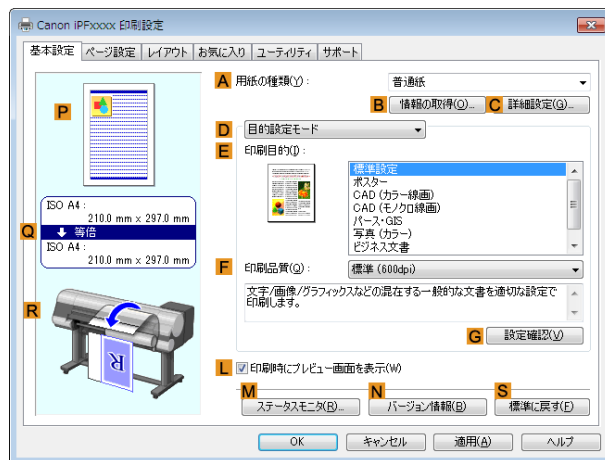 Canon iPFxxxx 印刷設定
基本設定 ページ設定 レイアウト お気に入り ユーティリティ サポート
A 用紙の種類(Y): 普通紙
B 情報の取得(O)... C 詳細設定(G)...
P
D 目的設定モード
E 印刷目的(I):
標準設定
ポスター
CAD (カラー線画)
CAD (モノクロ線画)
パース・GIS
写真 (カラー)
ビジネス文書
ISO A4 :
210.0 mm x 297.0 mm
Q 等倍
ISO A4 :
210.0 mm x 297.0 mm
F 印刷品質(Q): 標準 (600dpi)
文字/画像/グラフィックスなどの混在する一般的な文書を適切な設定で
印刷します。
R
R
G 設定確認(V)
L 印刷時にプレビュー画面を表示(W)
M N S
ステータスモニタ(R)... バージョン情報(B) 標準に戻す(F)
OK キャンセル 適用(A) ヘルプ